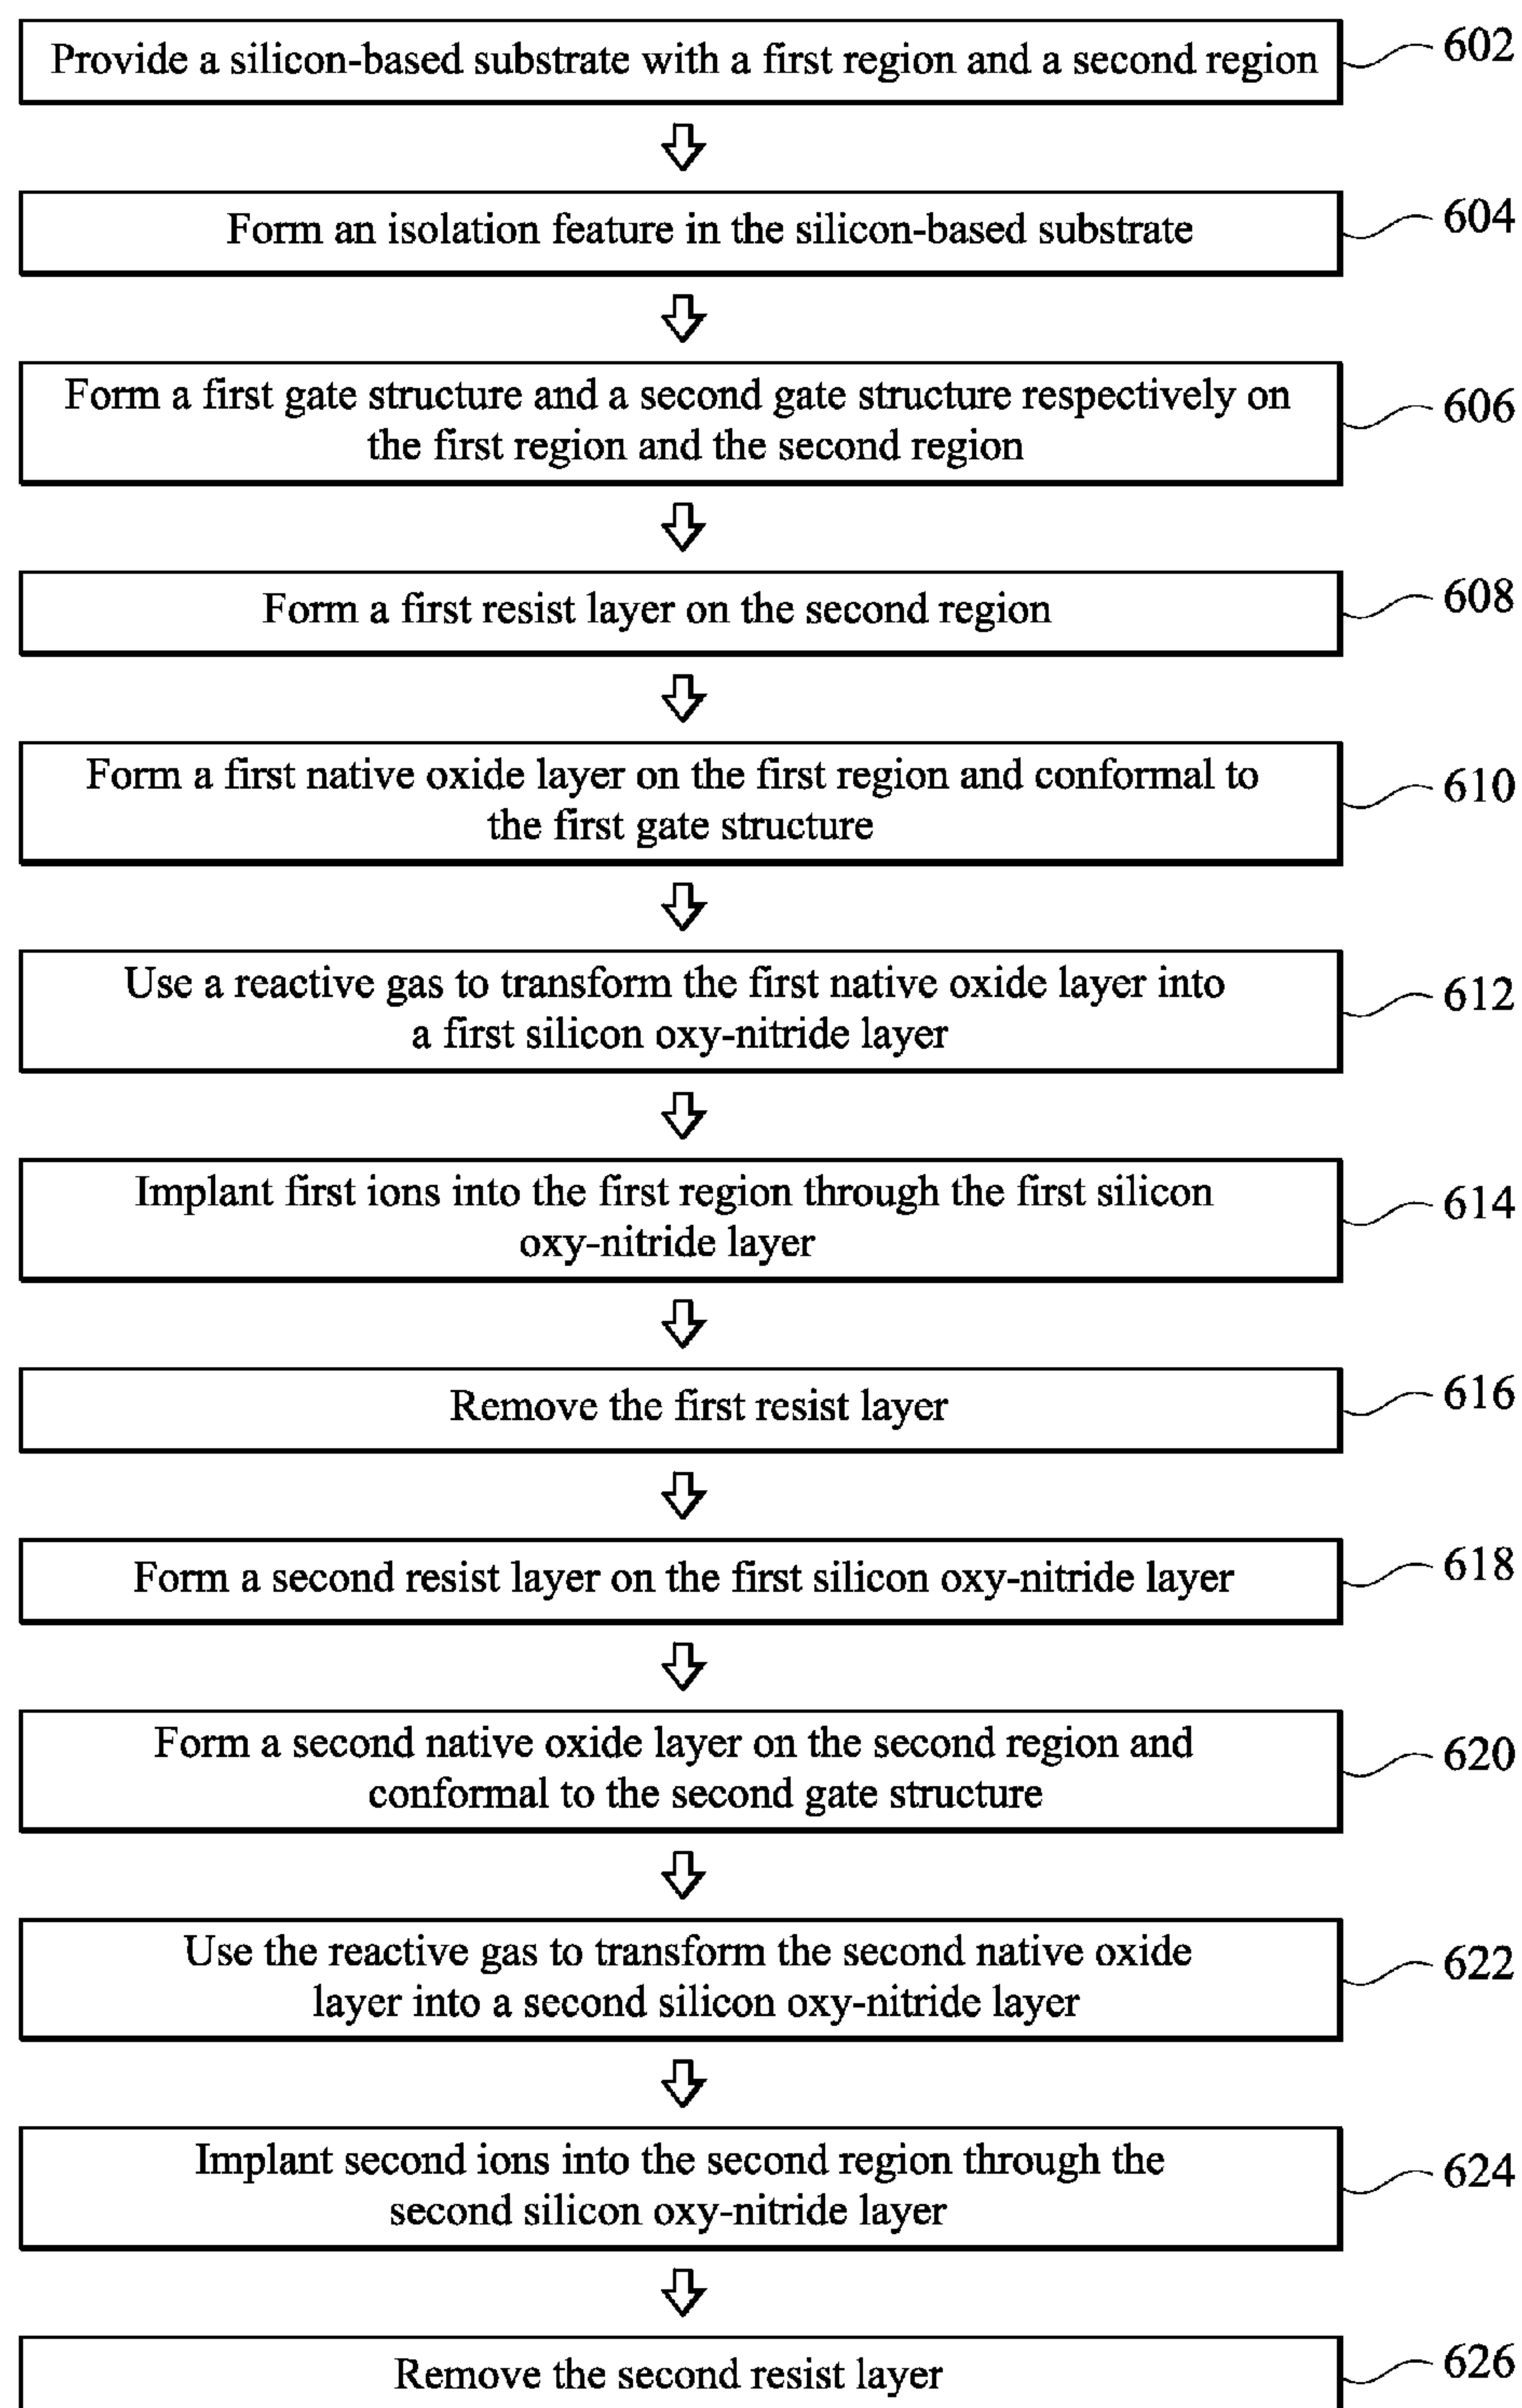 Provide a silicon-based substrate with a first region and a second region
602
Form an isolation feature in the silicon-based substrate
604
Form a first gate structure and a second gate structure respectively on
the first region and the second region
606
Form a first resist layer on the second region
608
Form a first native oxide layer on the first region and conformal to
the first gate structure
610
Use a reactive gas to transform the first native oxide layer into
a first silicon oxy-nitride layer
612
Implant first ions into the first region through the first silicon
oxy-nitride layer
614
Remove the first resist layer
616
Form a second resist layer on the first silicon oxy-nitride layer
618
Form a second native oxide layer on the second region and
conformal to the second gate structure
620
Use the reactive gas to transform the second native oxide
layer into a second silicon oxy-nitride layer
622
Implant second ions into the second region through the
second silicon oxy-nitride layer
624
Remove the second resist layer
626